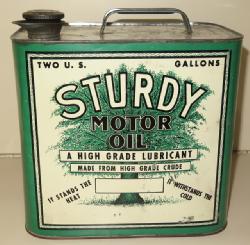 TWO U.S. GALLONS
STURDY
MOTOR
OIL
A HIGH GRADE LUBRICANT
MADE FROM HIGH GRADE CRUDE
IT STANDS THE
HEAT
IT WITHSTANDS THE
COLD